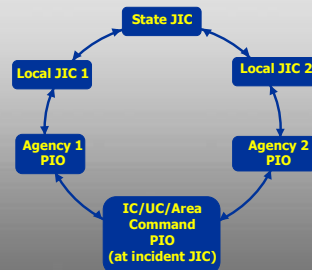 State JIC
Local JIC 1
Local JIC 2
Agency 1
PIO
Agency 2
PIO
IC/UC/Area
Command
PIO
(at incident JIC)